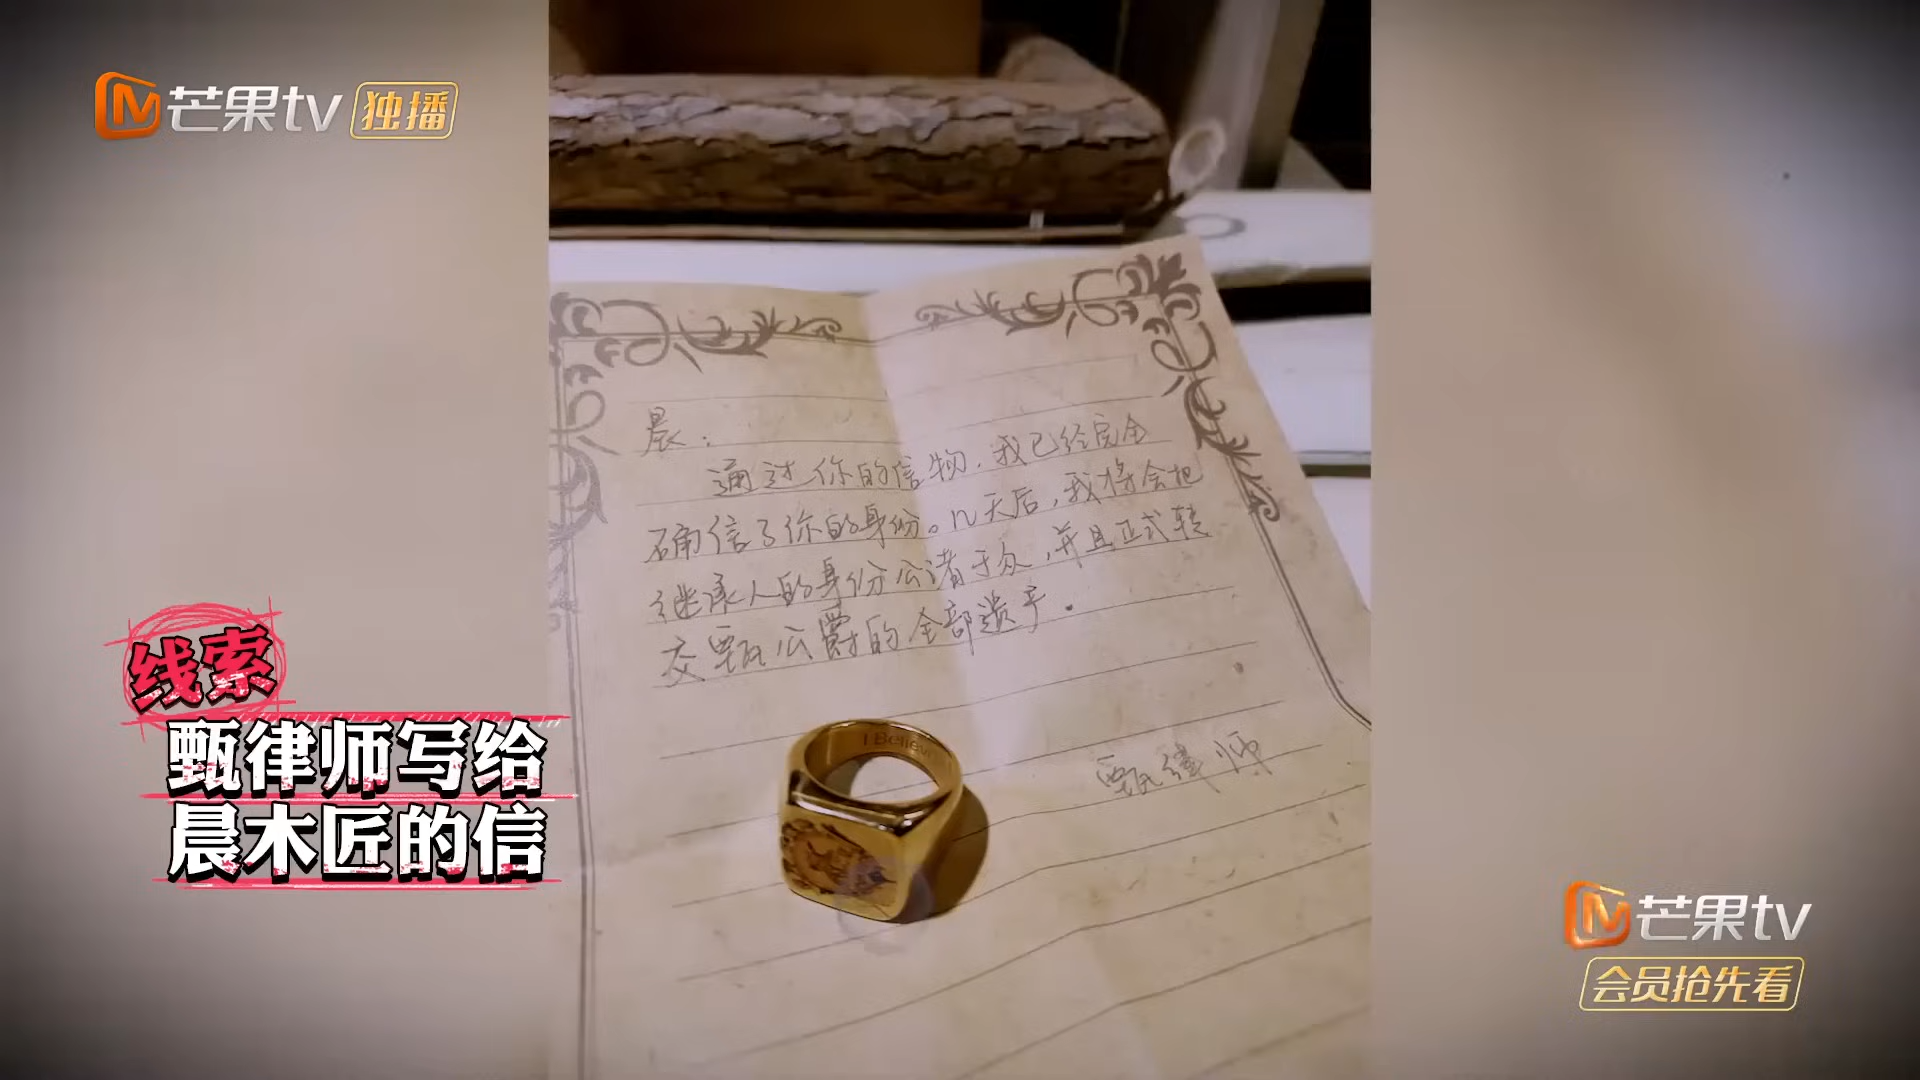 芒果tv 独播
晨：
通过你的信物，我已经完全
确信了你的身份。几天后，我将会把
继承人的身份公诸于众，并且正式转
交甄公爵的全部遗产。
甄律师
I Believe
线索
甄律师写给
晨木匠的信
芒果tv
会员抢先看